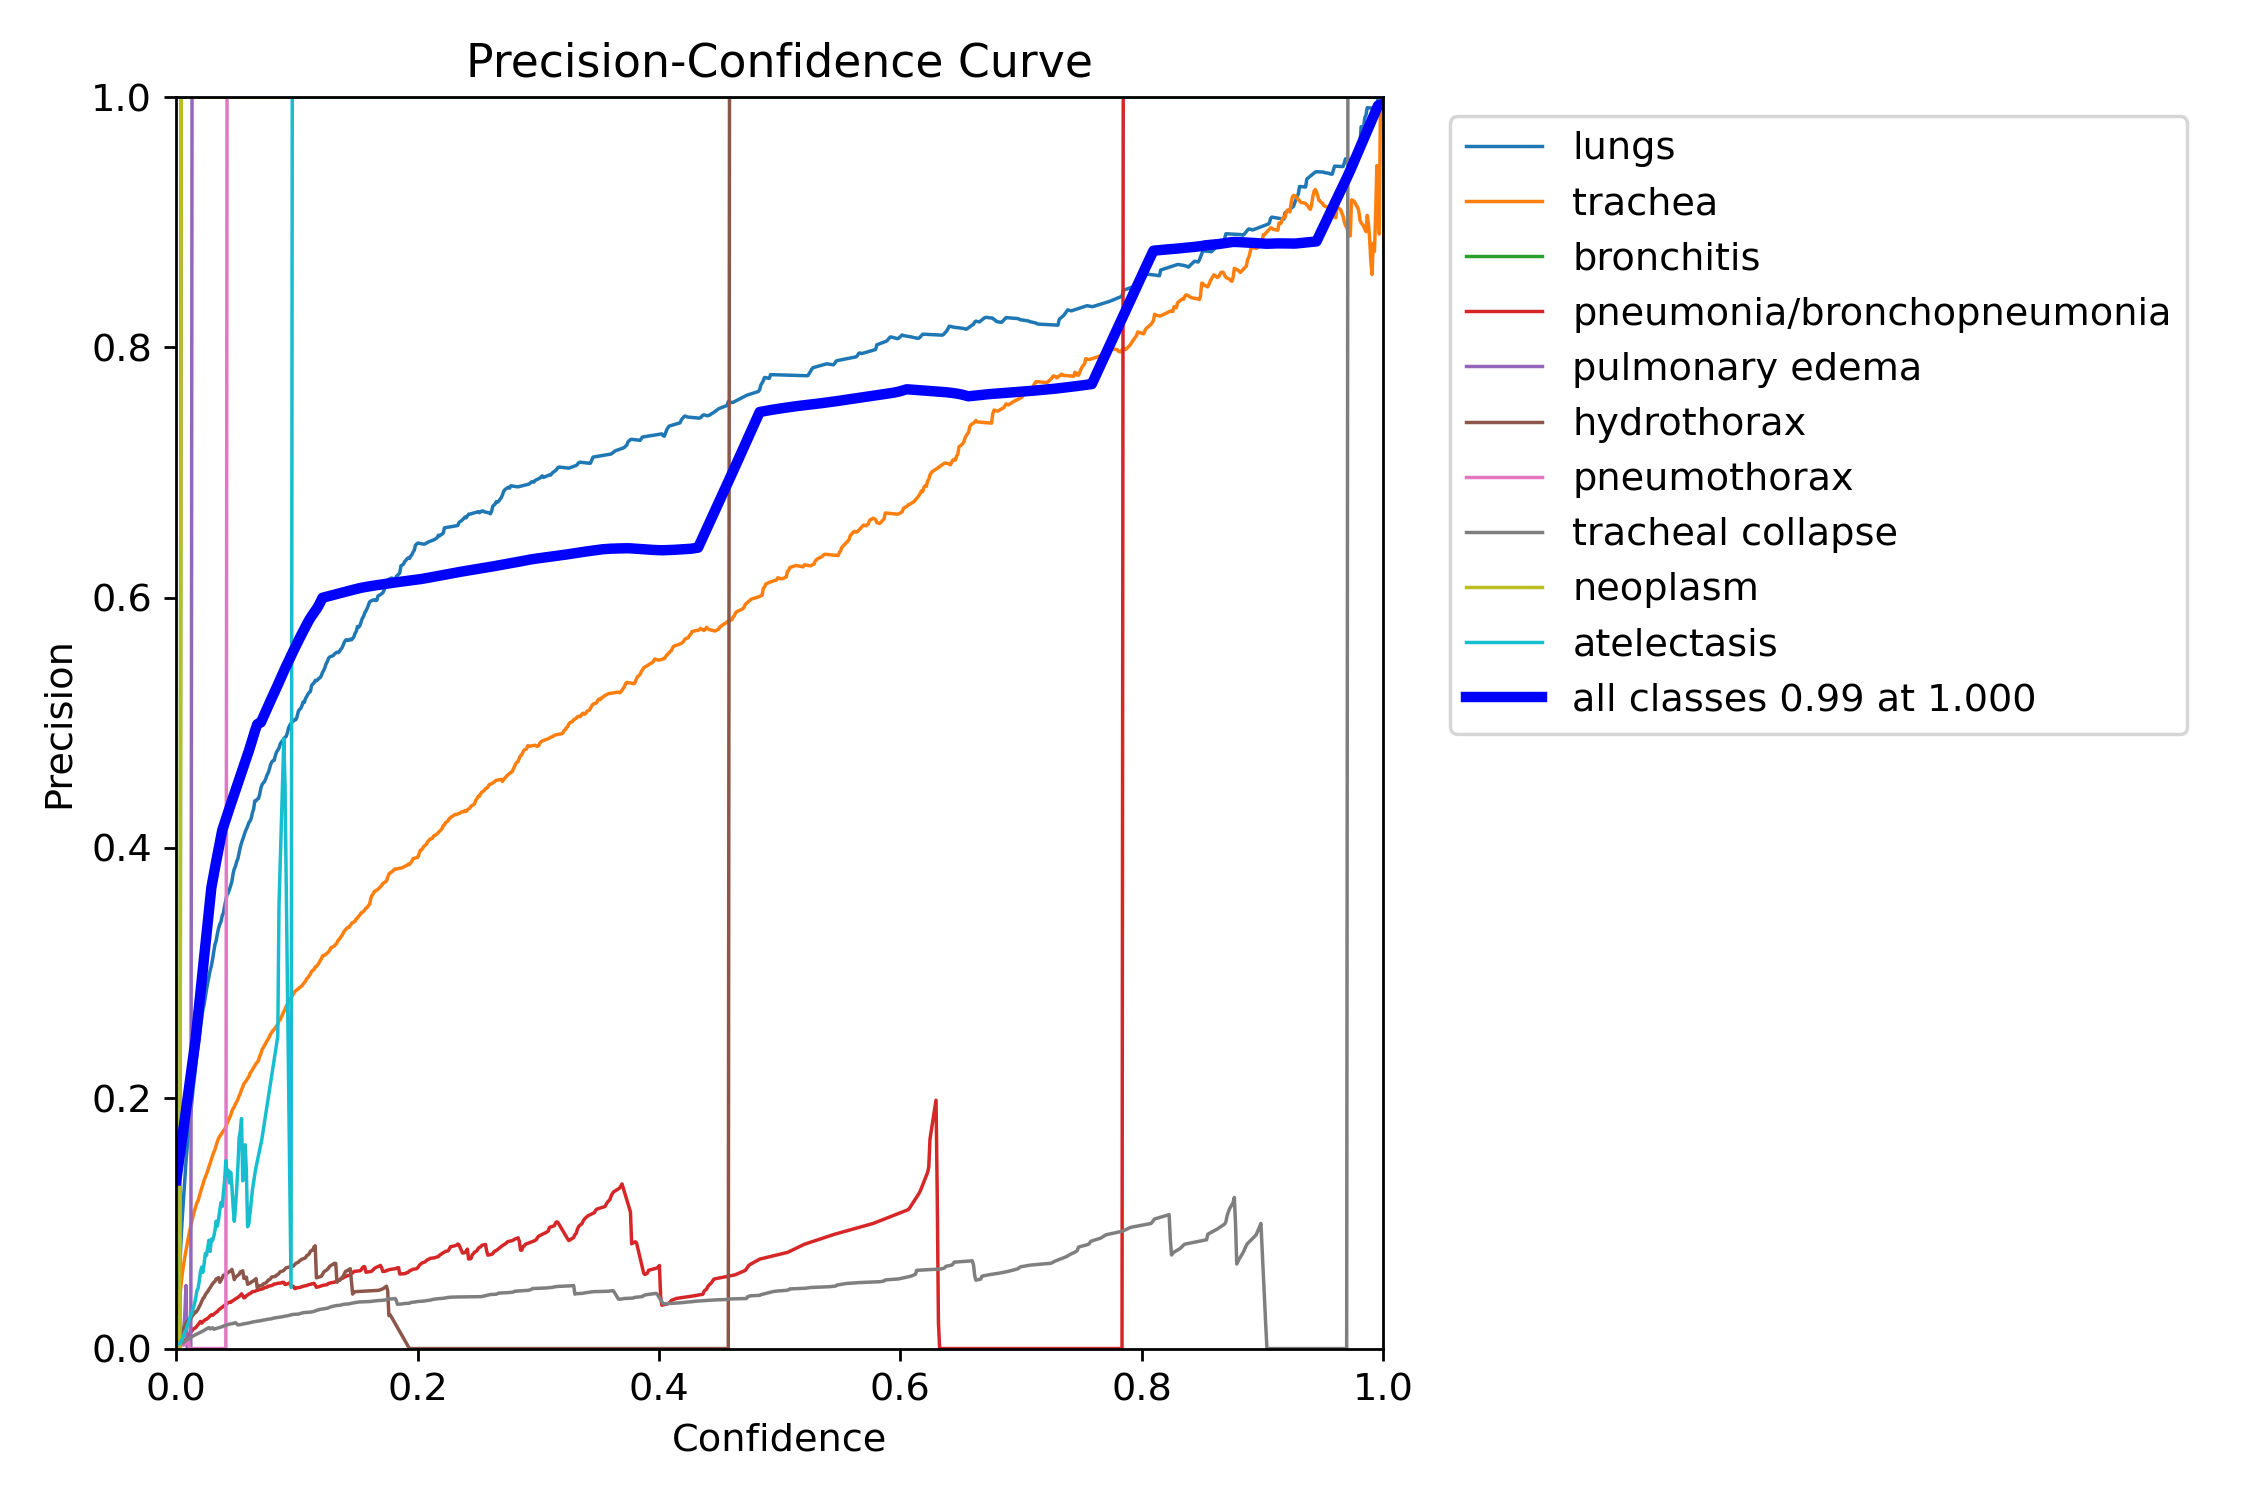 Precision-Confidence Curve
1.0
0.8
0.6
0.4
0.2
0.0
Precision
0.0 0.2 0.4 0.6 0.8 1.0
Confidence
lungs
trachea
bronchitis
pneumonia/bronchopneumonia
pulmonary edema
hydrothorax
pneumothorax
tracheal collapse
neoplasm
atelectasis
all classes 0.99 at 1.000